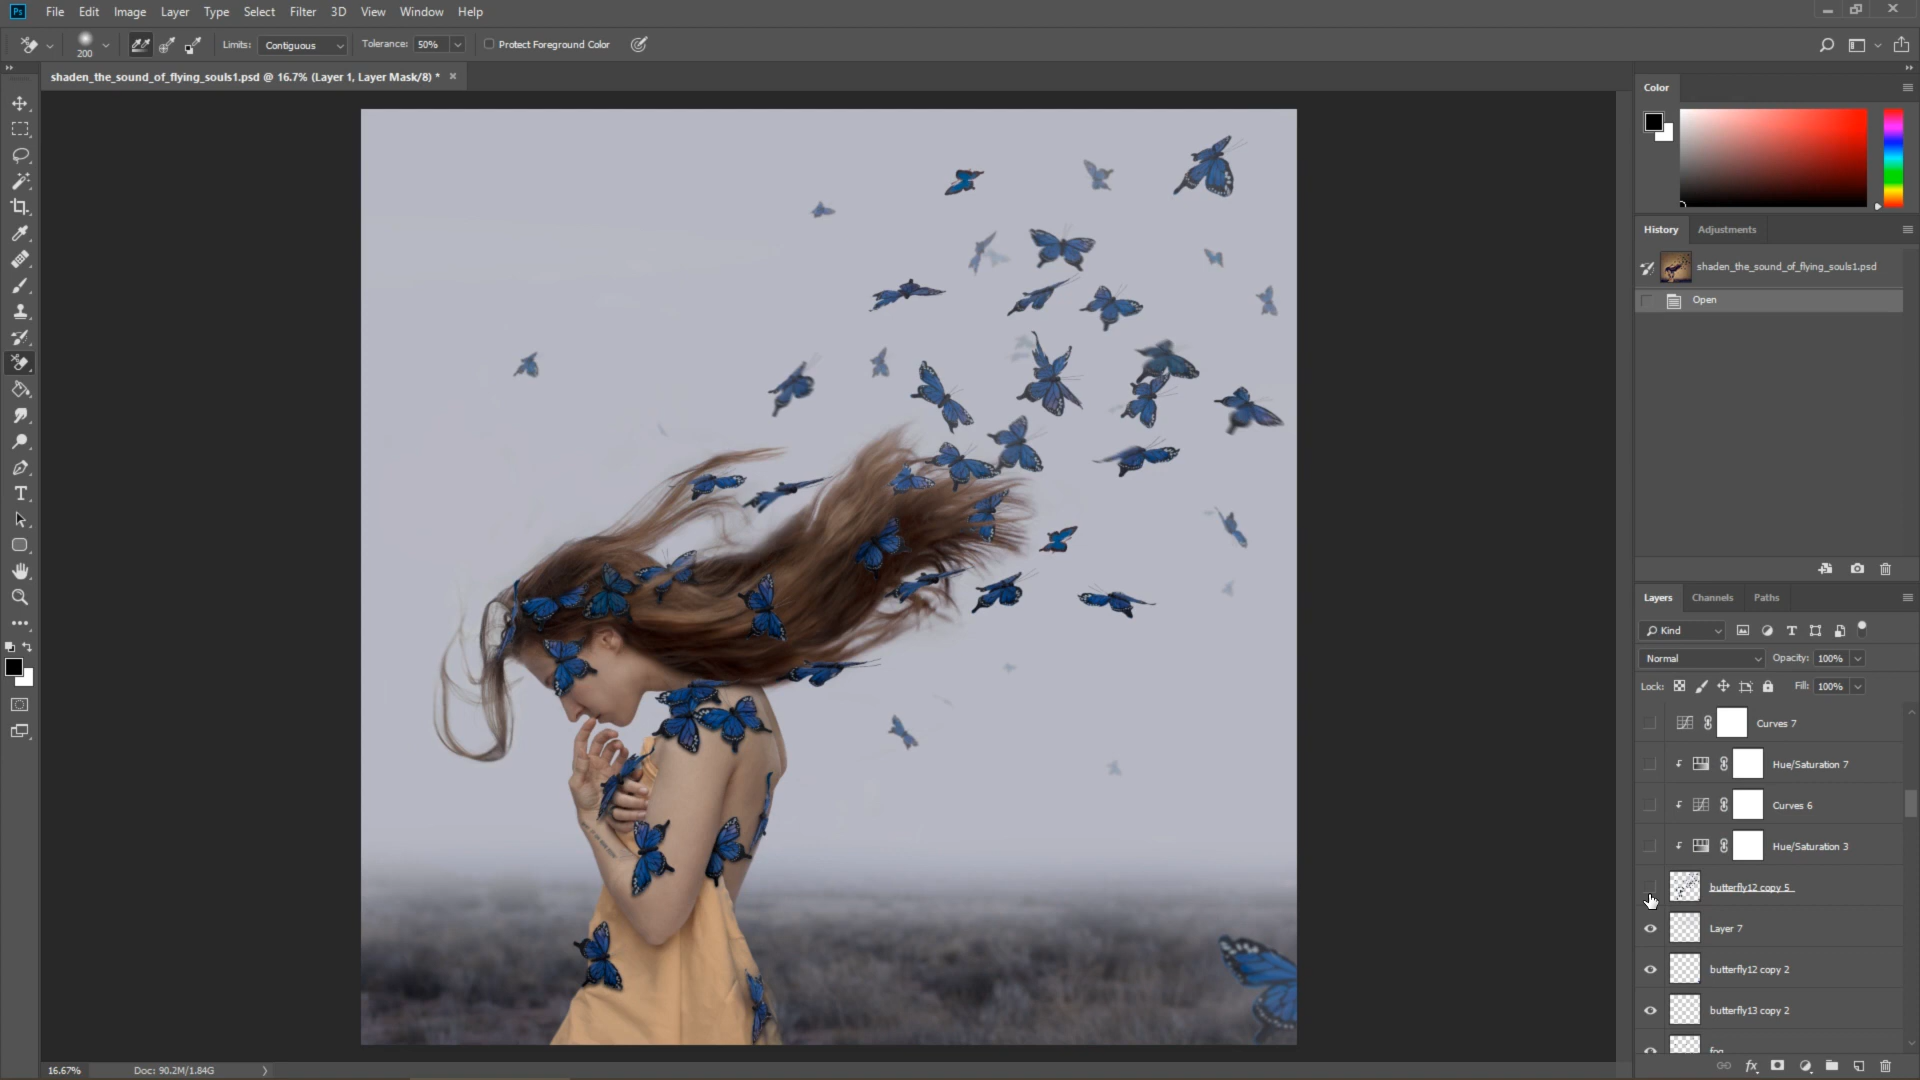 Ps File Edit Image Layer Type Select Filter 3D View Window Help
200 Limits: Contiguous Tolerance: 50% Protect Foreground Color
shaden_the_sound_of_flying_souls1.psd @ 16.7% (Layer 1, Layer Mask/8) *
Color
History Adjustments
shaden_the_sound_of_flying_souls1.psd
Open
Layers Channels Paths
Kind
Normal Opacity: 100%
Lock: Fill: 100%
Curves 7
Hue/Saturation 7
Curves 6
Hue/Saturation 3
butterfly12 copy 5
Layer 7
butterfly12 copy 2
butterfly13 copy 2
fog
16.67% Doc: 90.2M/1.84G